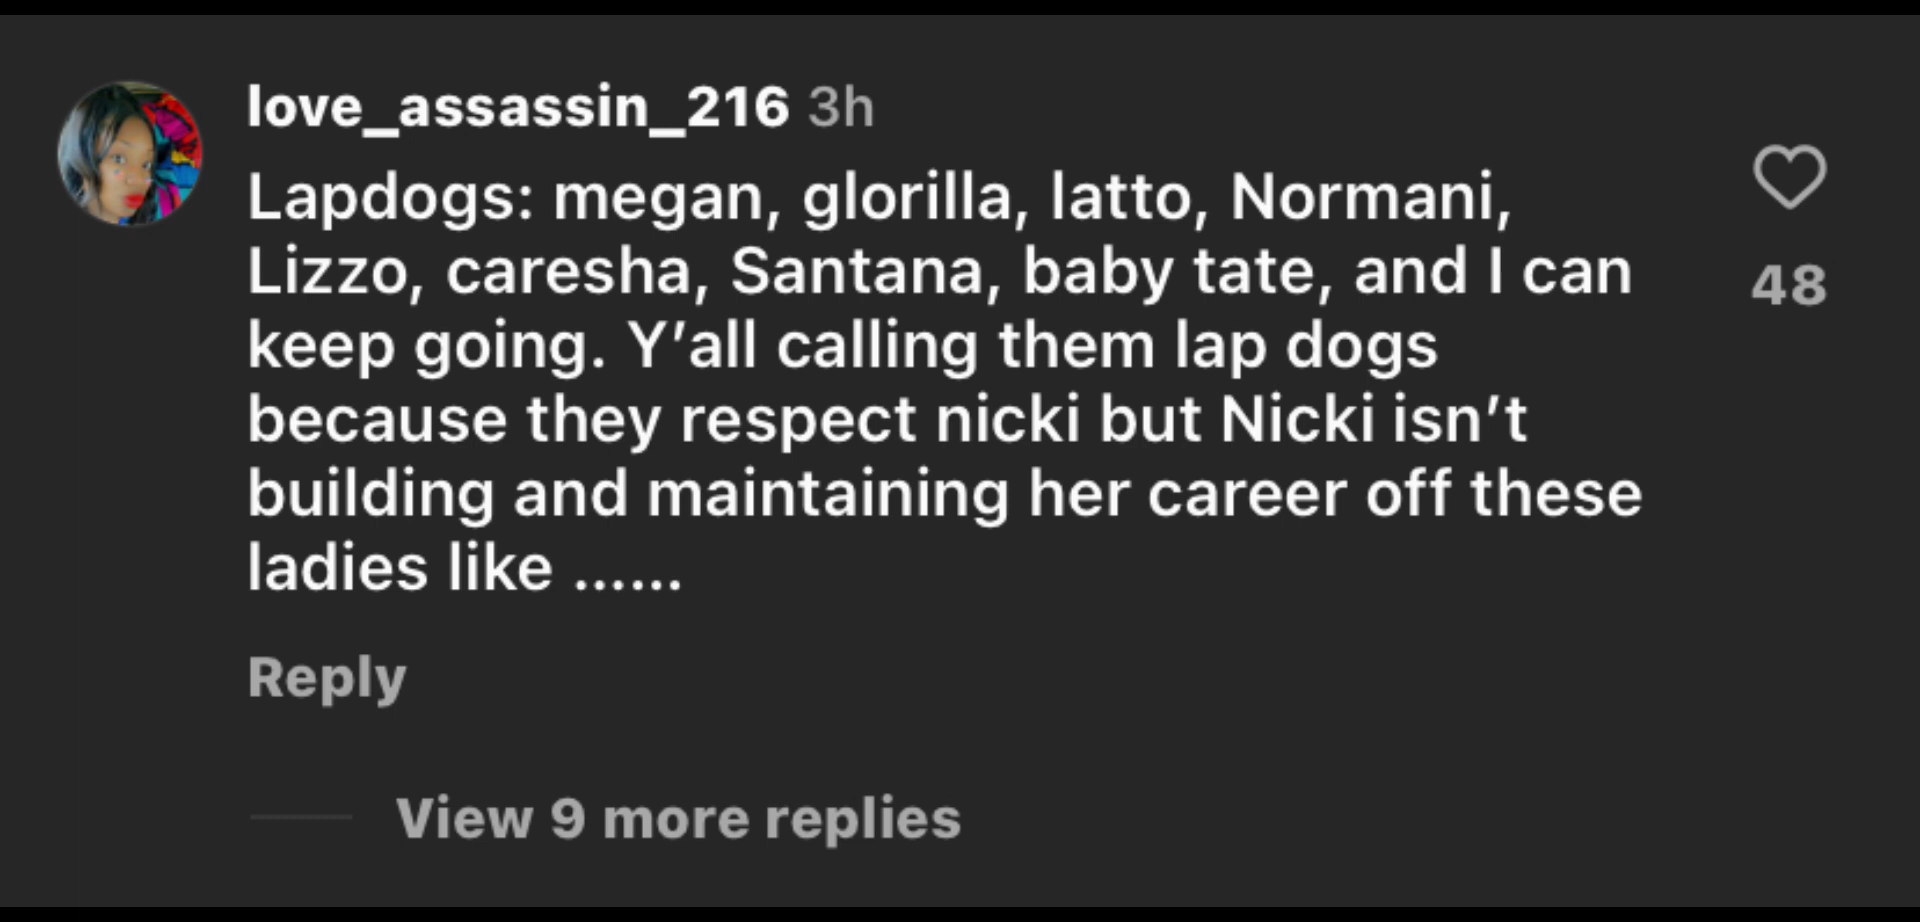 love_assassin_216 3h
Lapdogs: megan, glorilla, latto, Normani,
Lizzo, caresha, Santana, baby tate, and I can
keep going. Y’all calling them lap dogs
because they respect nicki but Nicki isn’t
building and maintaining her career off these
ladies like ......
48
Reply
View 9 more replies